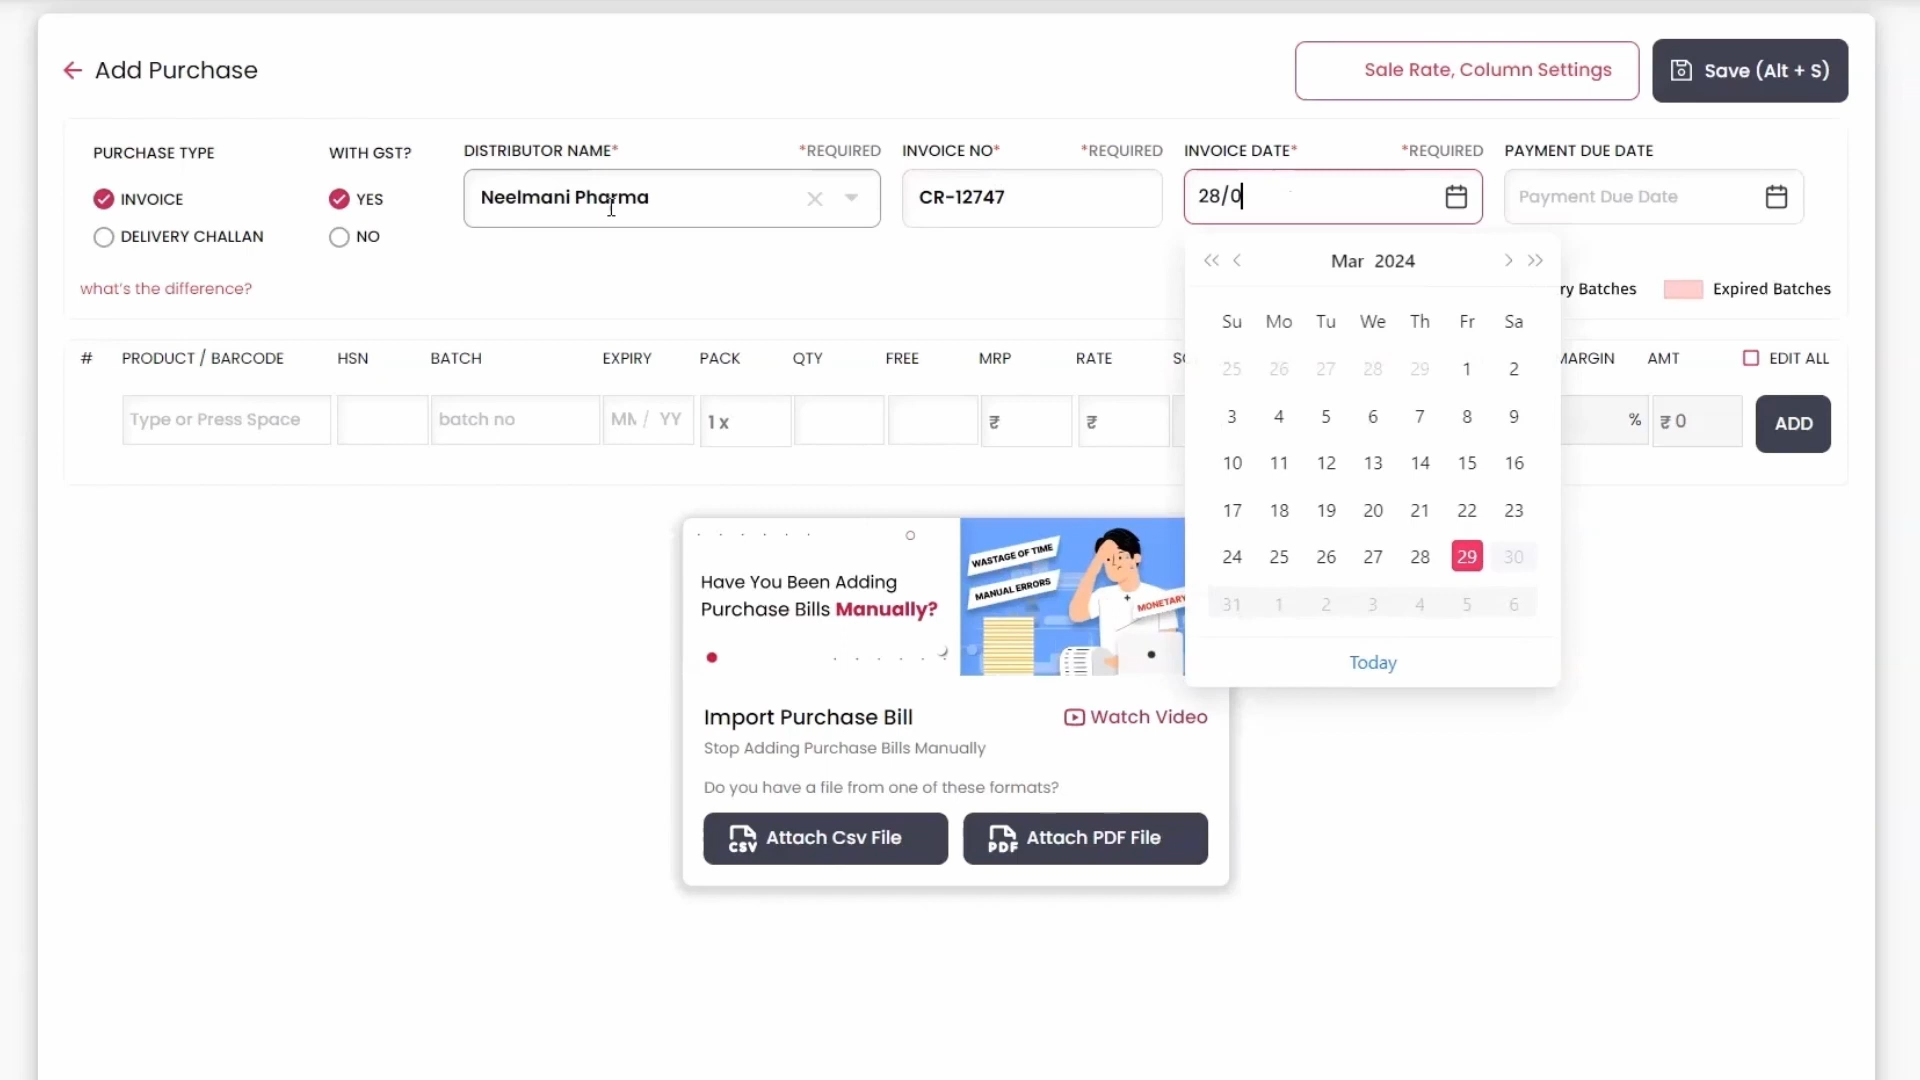 Add Purchase
Sale Rate, Column Settings
Save (Alt + S)
PURCHASE TYPE
WITH GST?
DISTRIBUTOR NAME*
*REQUIRED
INVOICE NO*
*REQUIRED
INVOICE DATE*
*REQUIRED
PAYMENT DUE DATE
INVOICE
YES
Neelmani Pharma
CR-12747
28/0
Payment Due Date
DELIVERY CHALLAN
NO
what's the difference?
Mar 2024
ry Batches
Expired Batches
Su Mo Tu We Th Fr Sa
25 26 27 28 29 1 2
3 4 5 6 7 8 9
10 11 12 13 14 15 16
17 18 19 20 21 22 23
24 25 26 27 28 29 30
31 1 2 3 4 5 6
Today
# PRODUCT / BARCODE HSN BATCH EXPIRY PACK QTY FREE MRP RATE SC MARGIN AMT EDIT ALL
Type or Press Space batch no MM / YY 1 x ₹ ₹ % ₹ 0 ADD
Have You Been Adding
Purchase Bills Manually?
WASTAGE OF TIME
MANUAL ERRORS
MONETARY
Import Purchase Bill
Watch Video
Stop Adding Purchase Bills Manually
Do you have a file from one of these formats?
CSV Attach Csv File
PDF Attach PDF File